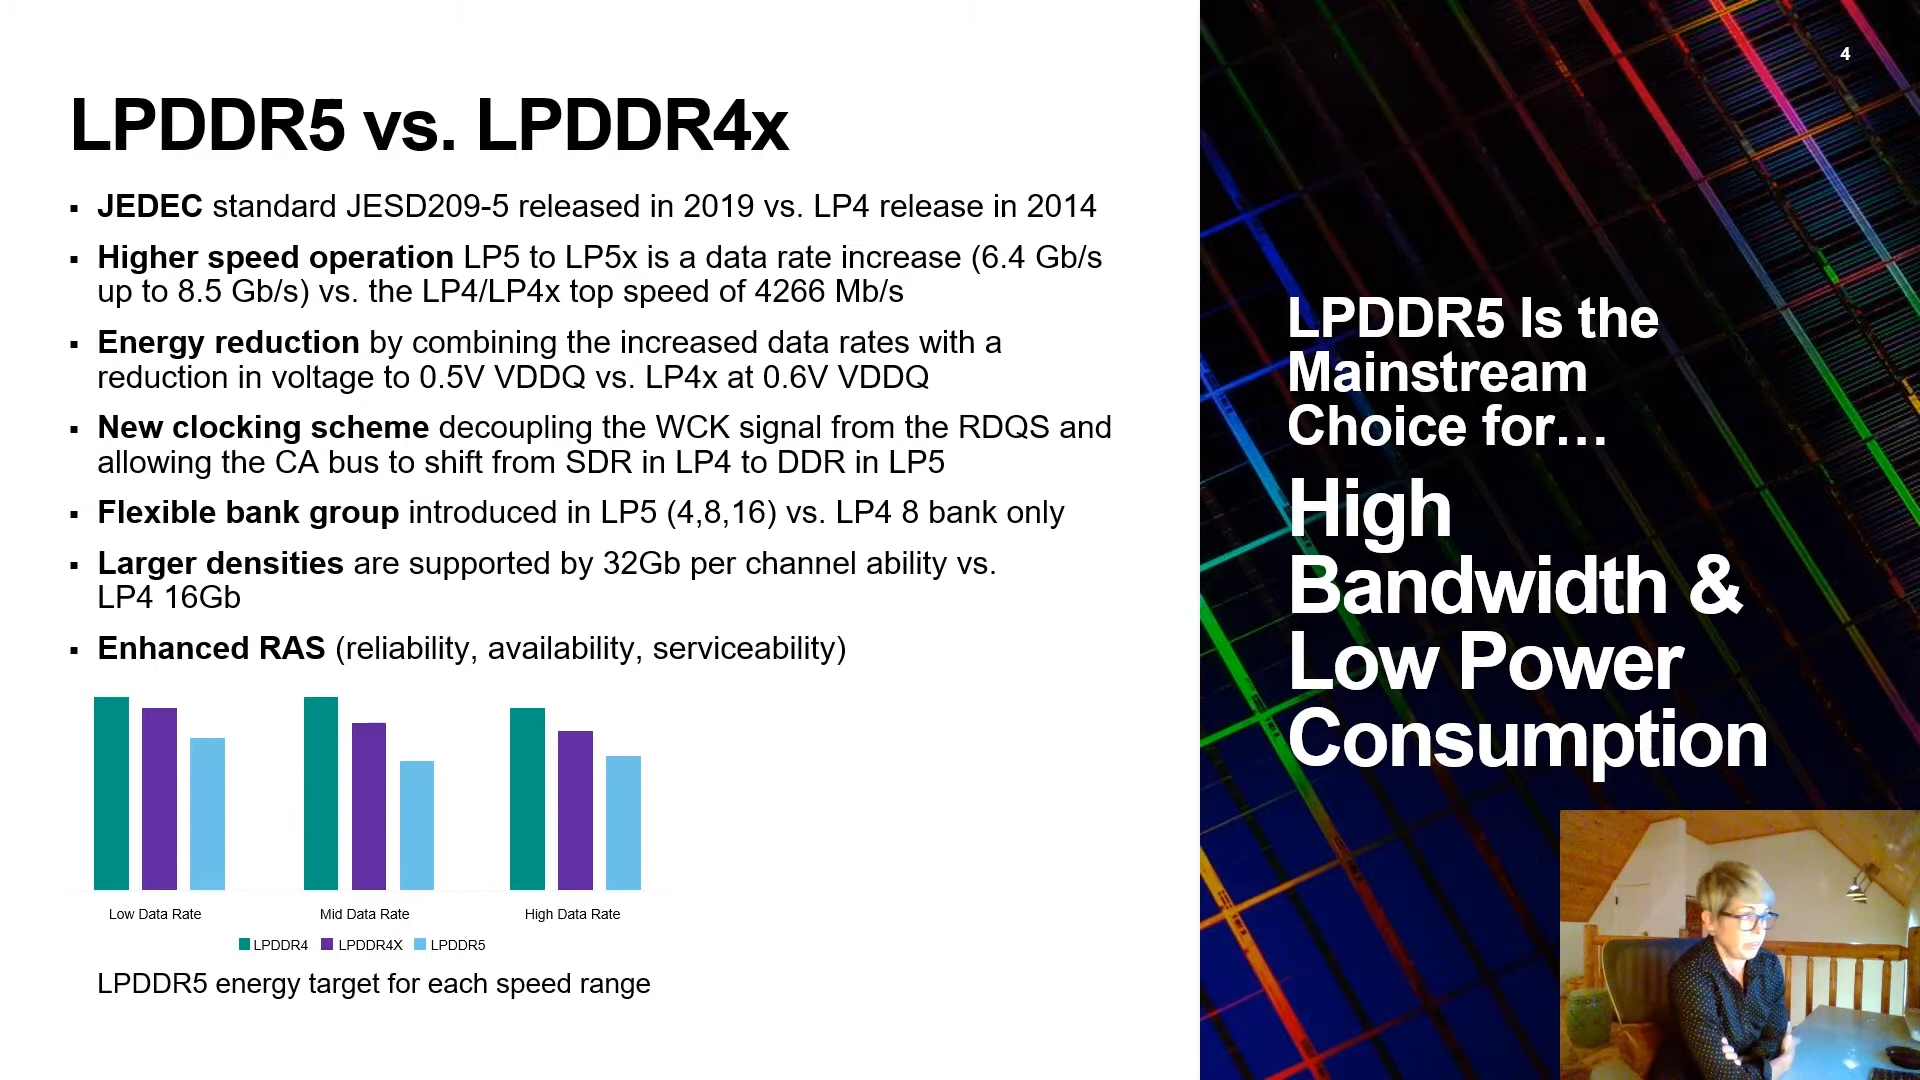 4
LPDDR5 vs. LPDDR4x
▪ JEDEC standard JESD209-5 released in 2019 vs. LP4 release in 2014
▪ Higher speed operation LP5 to LP5x is a data rate increase (6.4 Gb/s
up to 8.5 Gb/s) vs. the LP4/LP4x top speed of 4266 Mb/s
▪ Energy reduction by combining the increased data rates with a
reduction in voltage to 0.5V VDDQ vs. LP4x at 0.6V VDDQ
▪ New clocking scheme decoupling the WCK signal from the RDQS and
allowing the CA bus to shift from SDR in LP4 to DDR in LP5
▪ Flexible bank group introduced in LP5 (4,8,16) vs. LP4 8 bank only
▪ Larger densities are supported by 32Gb per channel ability vs.
LP4 16Gb
▪ Enhanced RAS (reliability, availability, serviceability)
Low Data Rate Mid Data Rate High Data Rate
LPDDR4 LPDDR4X LPDDR5
LPDDR5 energy target for each speed range
LPDDR5 Is the
Mainstream
Choice for…
High
Bandwidth &
Low Power
Consumption